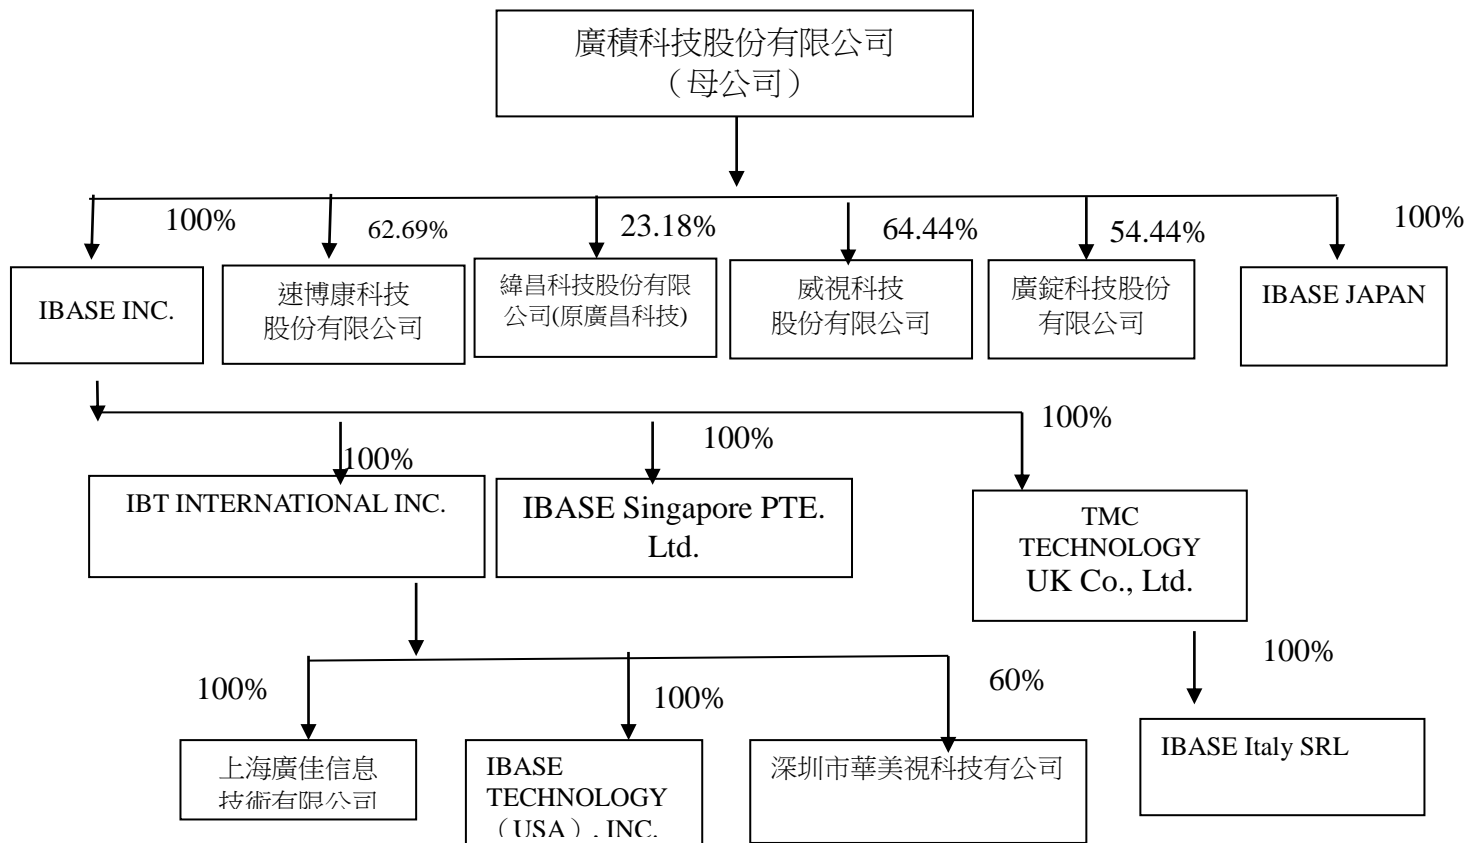 廣積科技股份有限公司
（母公司）
100%
62.69%
23.18%
64.44%
54.44%
100%
IBASE INC.
速博康科技
股份有限公司
緯昌科技股份有限
公司(原廣昌科技)
威視科技
股份有限公司
廣錠科技股份
有限公司
IBASE JAPAN
100%
100%
100%
IBT INTERNATIONAL INC.
IBASE Singapore PTE.
Ltd.
TMC
TECHNOLOGY
UK Co., Ltd.
100%
100%
60%
100%
上海廣佳信息
技術有限公司
IBASE
TECHNOLOGY
（USA）, INC.
深圳市華美視科技有公司
IBASE Italy SRL